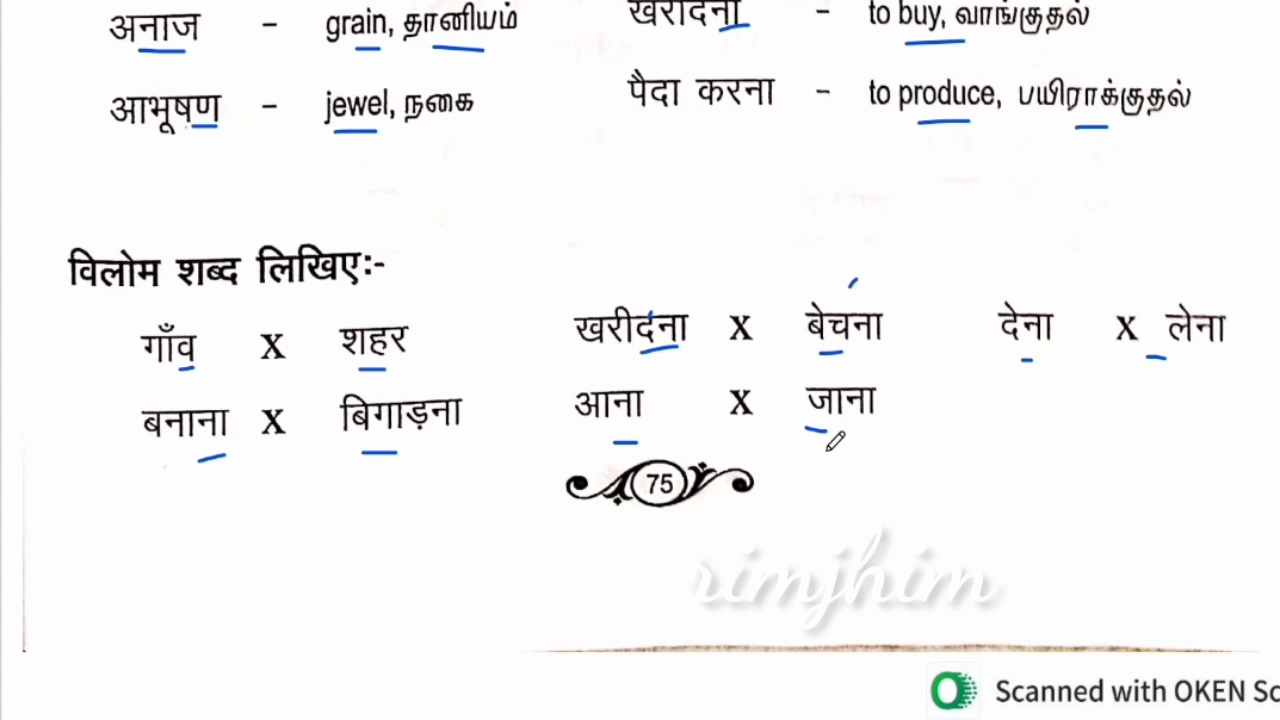 अनाज - grain, தானியம் खरीदना - to buy, வாங்குதல்
आभूषण - jewel, நகை पैदा करना - to produce, பயிராக்குதல்
विलोम शब्द लिखिए:-
गाँव X शहर खरीदना X बेचना देना X लेना
बनाना X बिगाड़ना आना X जाना
75
rimjhim
Scanned with OKEN Sc